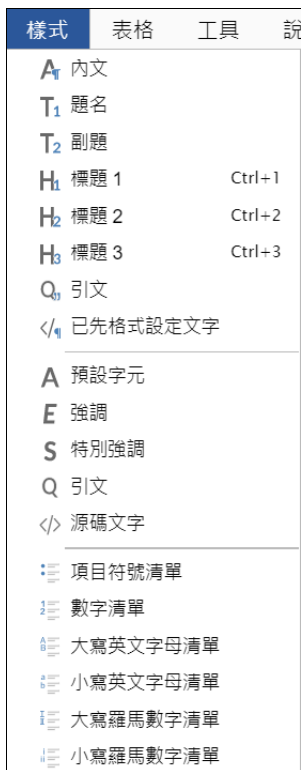 樣式 表格 工具 說
內文
題名
副題
標題 1 Ctrl+1
標題 2 Ctrl+2
標題 3 Ctrl+3
引文
已先格式設定文字
預設字元
強調
特別強調
引文
源碼文字
項目符號清單
數字清單
大寫英文字母清單
小寫英文字母清單
大寫羅馬數字清單
小寫羅馬數字清單